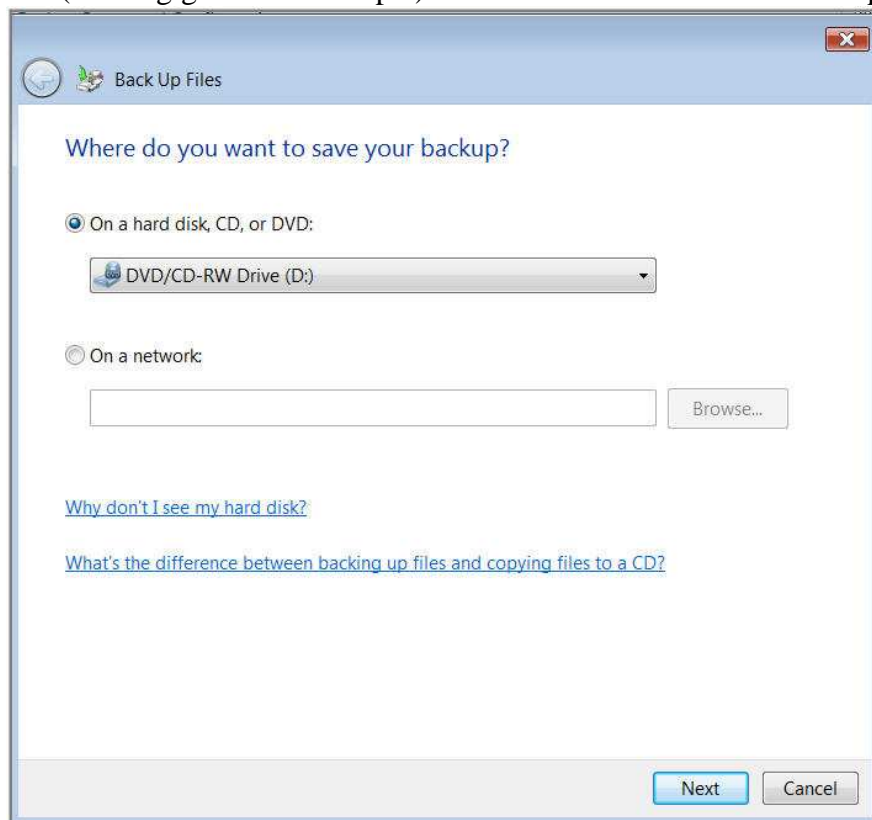 Back Up Files
Where do you want to save your backup?
On a hard disk, CD, or DVD:
DVD/CD-RW Drive (D:)
On a network:
Browse...
Why don't I see my hard disk?
What's the difference between backing up files and copying files to a CD?
Next Cancel